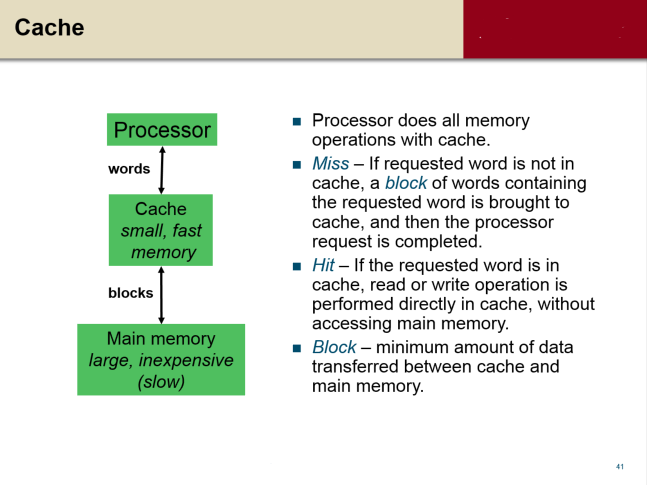 Cache
Processor
words
Cache
small, fast
memory
blocks
Main memory
large, inexpensive
(slow)
■ Processor does all memory
operations with cache.
■ Miss – If requested word is not in
cache, a block of words containing
the requested word is brought to
cache, and then the processor
request is completed.
■ Hit – If the requested word is in
cache, read or write operation is
performed directly in cache, without
accessing main memory.
■ Block – minimum amount of data
transferred between cache and
main memory.
41